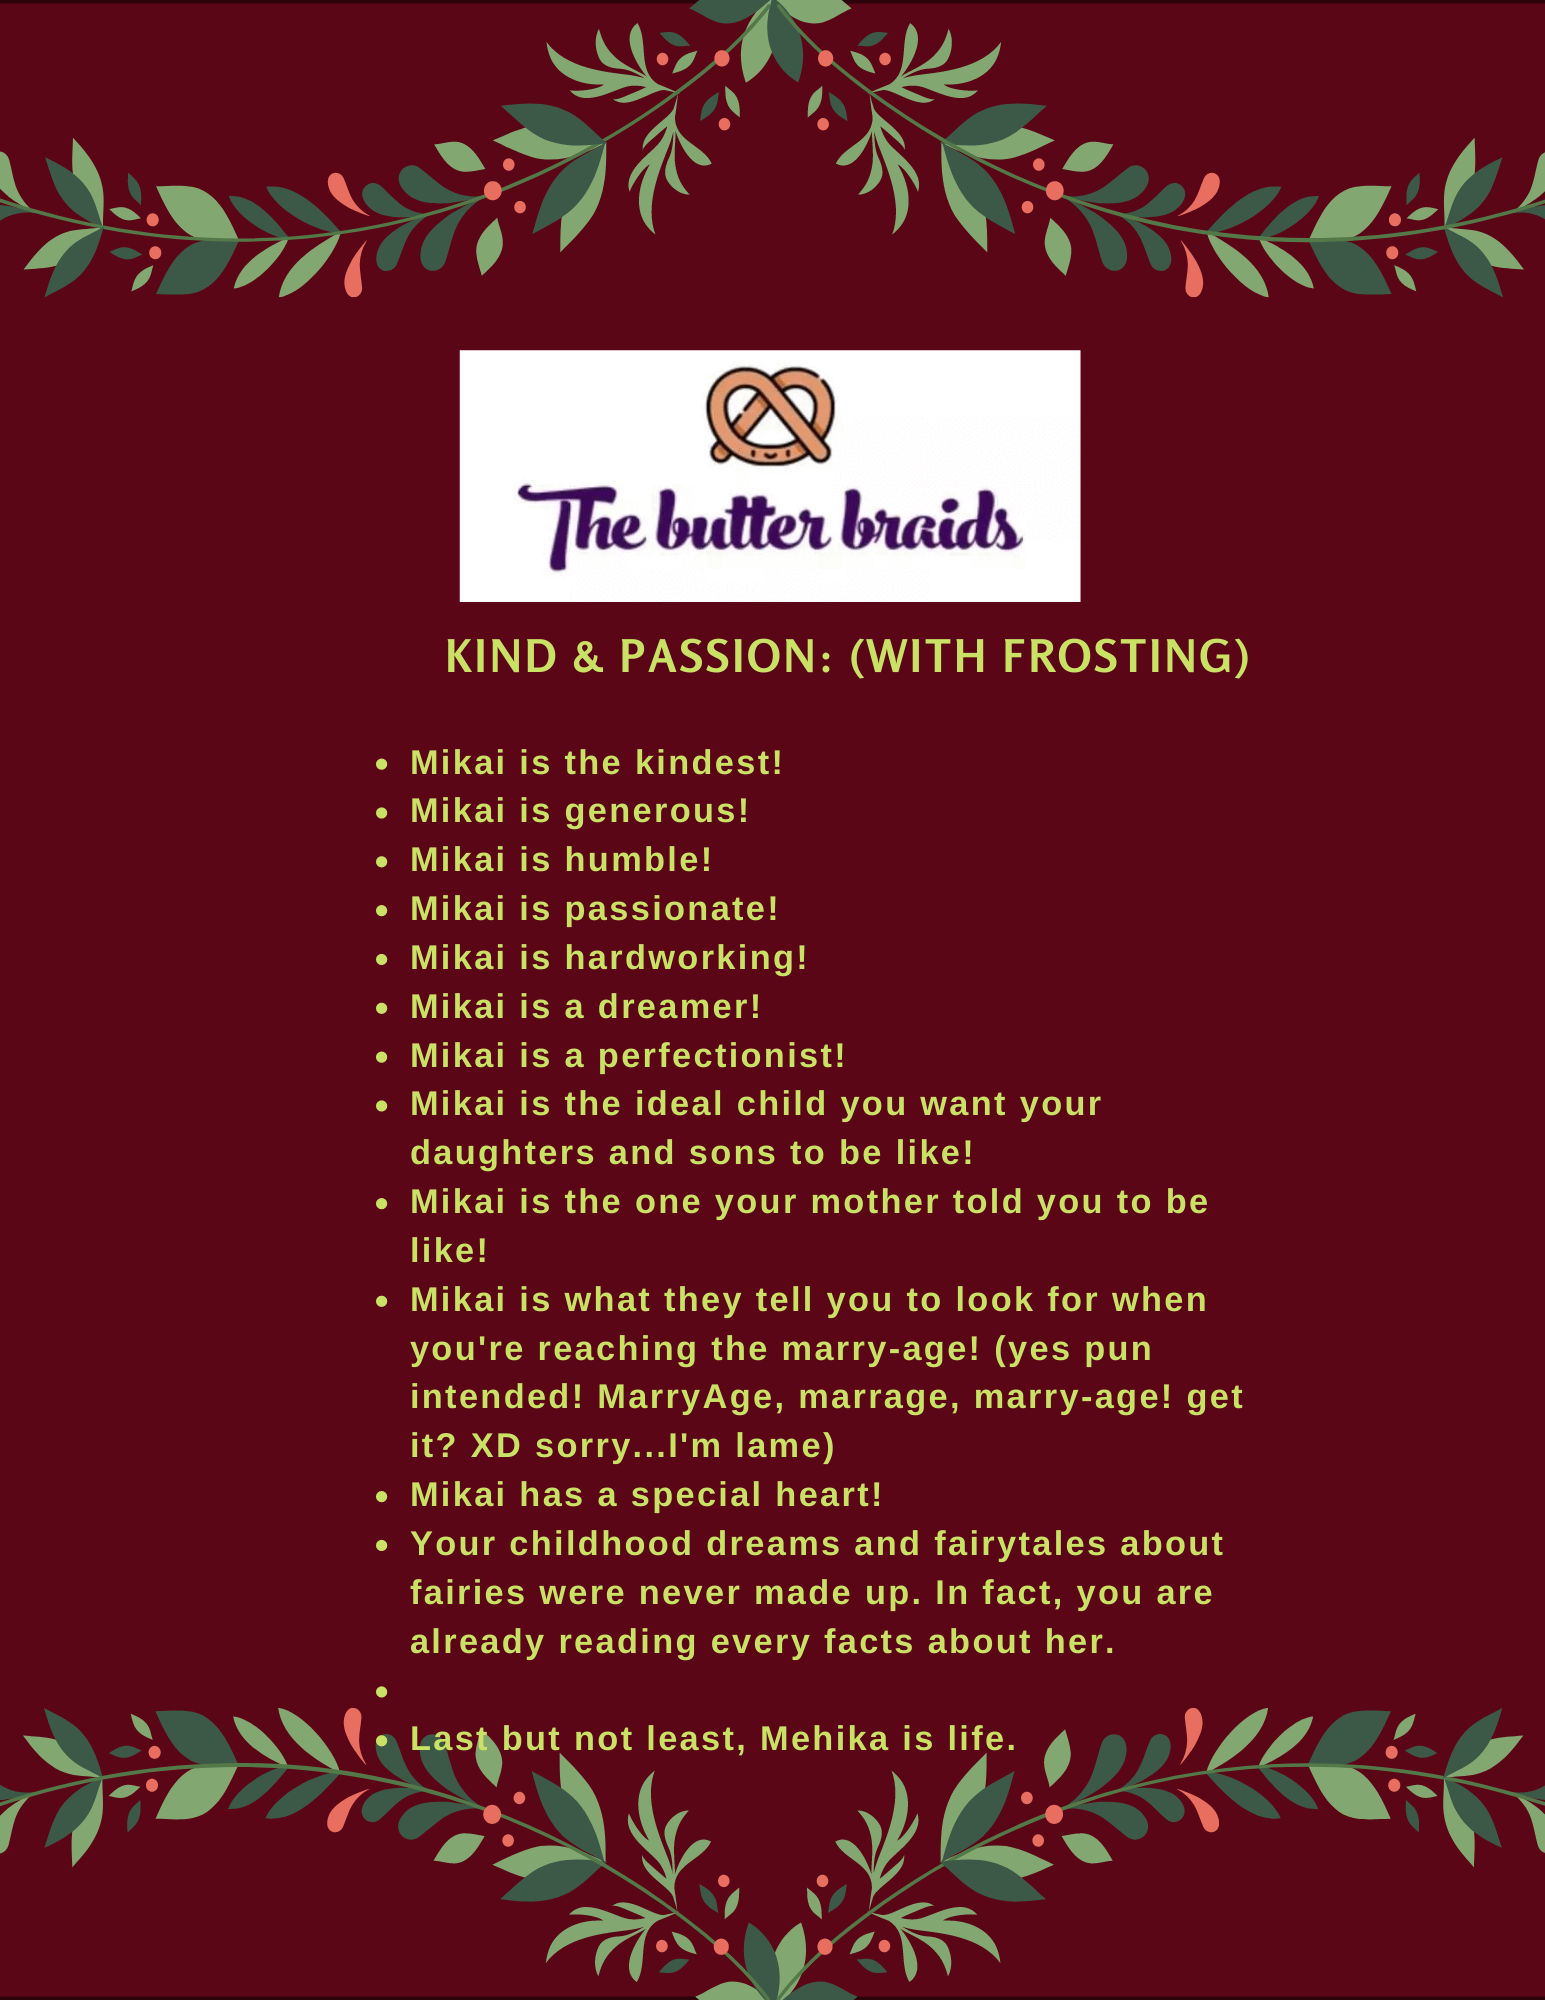 The butter braids
KIND & PASSION: (WITH FROSTING)
• Mikai is the kindest!
• Mikai is generous!
• Mikai is humble!
• Mikai is passionate!
• Mikai is hardworking!
• Mikai is a dreamer!
• Mikai is a perfectionist!
• Mikai is the ideal child you want your
daughters and sons to be like!
• Mikai is the one your mother told you to be
like!
• Mikai is what they tell you to look for when
you're reaching the marry-age! (yes pun
intended! MarryAge, marrage, marry-age! get
it? XD sorry...I'm lame)
• Mikai has a special heart!
• Your childhood dreams and fairytales about
fairies were never made up. In fact, you are
already reading every facts about her.
•
• Last but not least, Mehika is life.